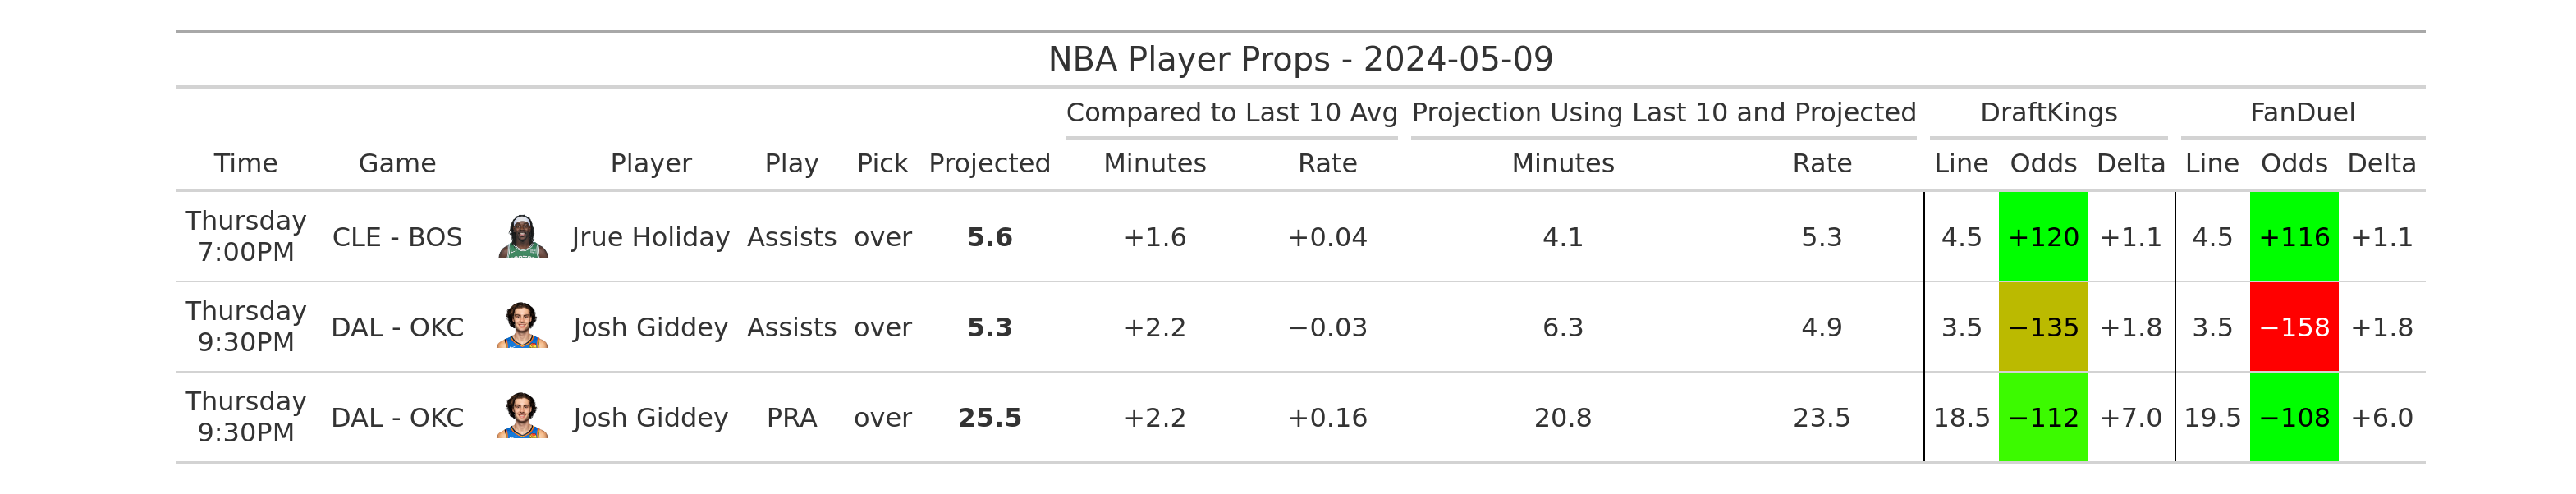 NBA Player Props - 2024-05-09
Compared to Last 10 Avg Projection Using Last 10 and Projected DraftKings FanDuel
Time Game Player Play Pick Projected Minutes Rate Minutes Rate Line Odds Delta Line Odds Delta
Thursday
7:00PM CLE - BOS Jrue Holiday Assists over 5.6 +1.6 +0.04 4.1 5.3 4.5 +120 +1.1 4.5 +116 +1.1
Thursday
9:30PM DAL - OKC Josh Giddey Assists over 5.3 +2.2 −0.03 6.3 4.9 3.5 −135 +1.8 3.5 −158 +1.8
Thursday
9:30PM DAL - OKC Josh Giddey PRA over 25.5 +2.2 +0.16 20.8 23.5 18.5 −112 +7.0 19.5 −108 +6.0